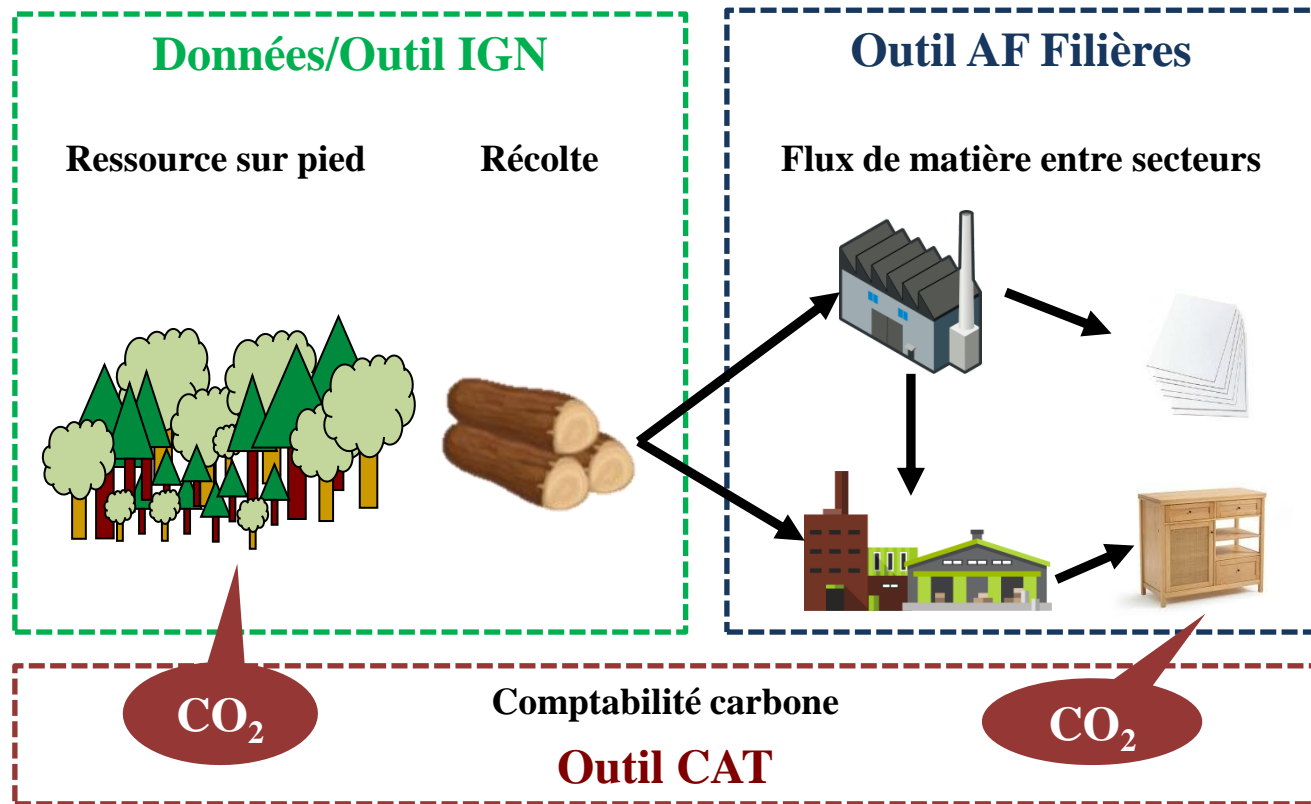 Données/Outil IGN
Outil AF Filières
Ressource sur pied
Récolte
Flux de matière entre secteurs
CO₂
Comptabilité carbone
CO₂
Outil CAT